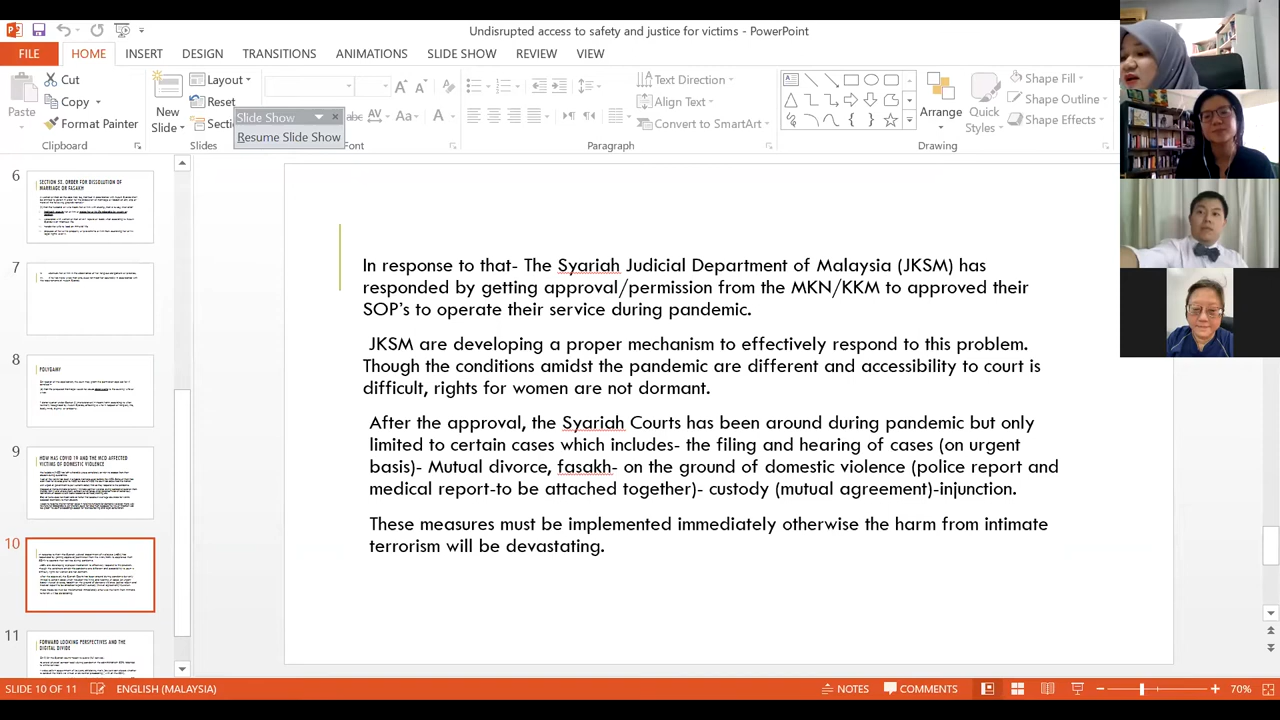 Undisrupted access to safety and justice for victims - PowerPoint
FILE HOME INSERT DESIGN TRANSITIONS ANIMATIONS SLIDE SHOW REVIEW VIEW
Paste
Cut
Copy
Format Painter
Clipboard
New
Slide
Layout
Reset
Slides
Slide Show
Resume Slide Show
Font
Text Direction
Align Text
Convert to SmartArt
Paragraph
Arrange
Quick
Styles
Shape Fill
Shape Outline
Shape Effects
Drawing
6
SECTION 52. ORDER FOR DISSOLUTION OF
MARRIAGE OR FASAKH
7
8
POLYGAMY
9
HOW HAS COVID 19 AND THE MCO AFFECTED
VICTIMS OF DOMESTIC VIOLENCE
10
11
FORWARD LOOKING PERSPECTIVES AND THE
DIGITAL DIVIDE
In response to that- The Syariah Judicial Department of Malaysia (JKSM) has
responded by getting approval/permission from the MKN/KKM to approved their
SOP's to operate their service during pandemic.
JKSM are developing a proper mechanism to effectively respond to this problem.
Though the conditions amidst the pandemic are different and accessibility to court is
difficult, rights for women are not dormant.
After the approval, the Syariah Courts has been around during pandemic but only
limited to certain cases which includes- the filing and hearing of cases (on urgent
basis)- Mutual divorce, fasakh- on the ground of domestic violence (police report and
medical report-to be attached together)- custody (mutual agreement)-injunction.
These measures must be implemented immediately otherwise the harm from intimate
terrorism will be devastating.
SLIDE 10 OF 11 ENGLISH (MALAYSIA) NOTES COMMENTS 70%